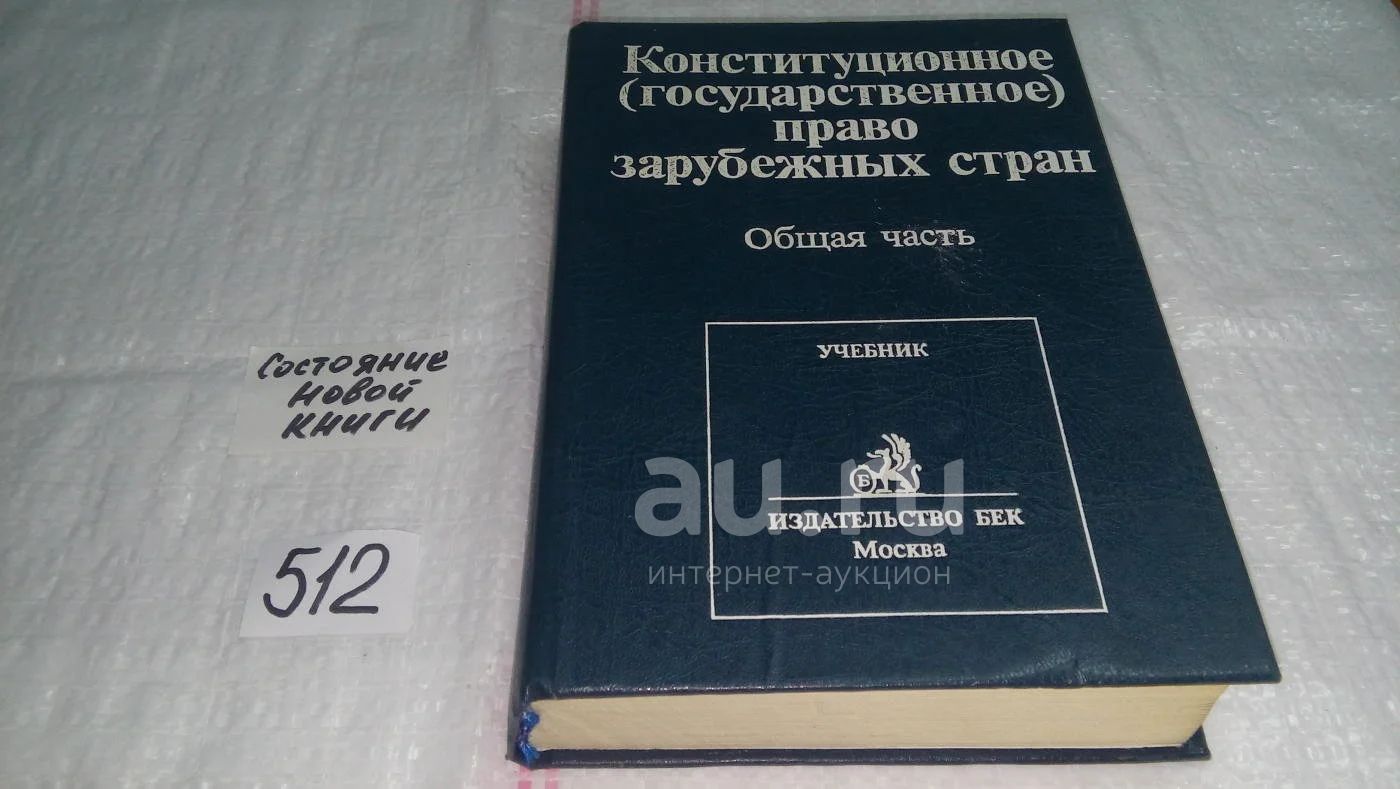 Конституционное
(государственное)
право
зарубежных стран
Общая часть
УЧЕБНИК
Б
ИЗДАТЕЛЬСТВО БЕК
Москва
au.ru
интернет-аукцион
Состояние
новой
книги
512